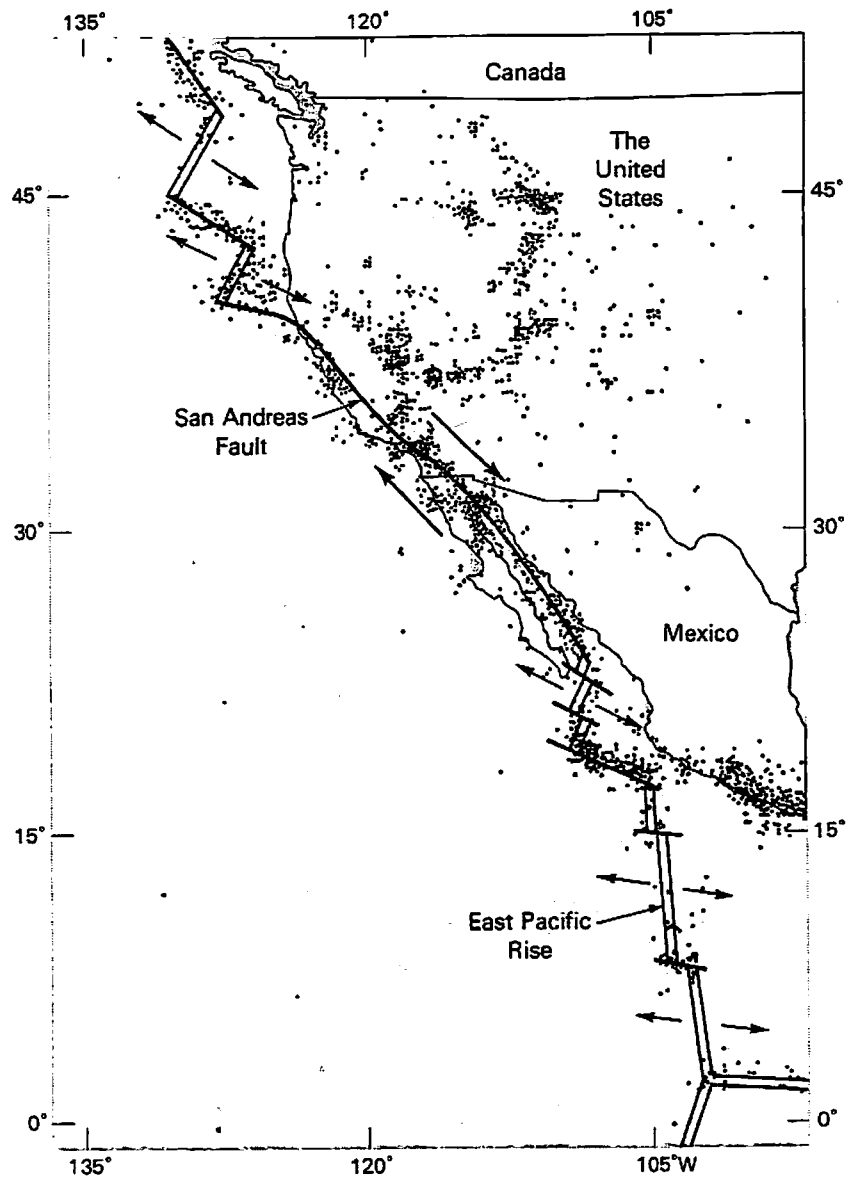 135°
120°
105°
Canada
The
United
States
45°
45°
San Andreas
Fault
30°
30°
Mexico
15°
15°
East Pacific
Rise
0°
0°
135°
120°
105°W